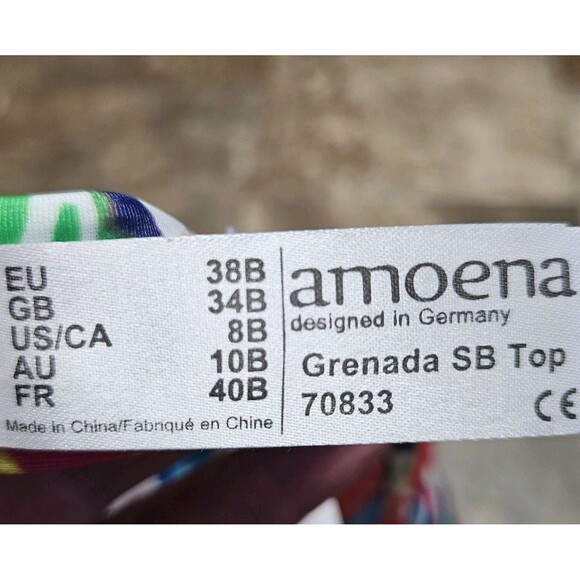 EU 38B
GB 34B
US/CA 8B
AU 10B
FR 40B
Made in China/Fabriqué en Chine
amoena
designed in Germany
Grenada SB Top
70833 CE